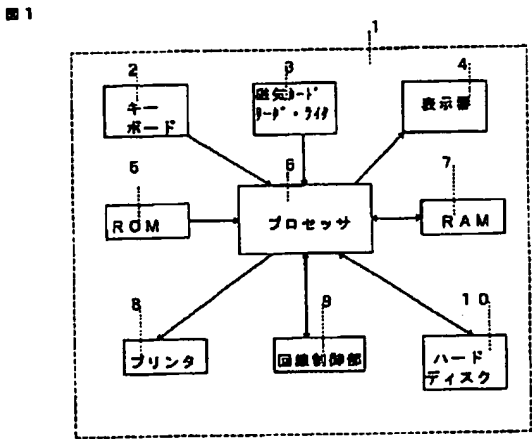 図1
1
2
3
4
キー
ボード
磁気カード
リーダ・ライタ
表示器
5
6
7
ROM
プロセッサ
RAM
8
9
10
プリンタ
回線制御部
ハード
ディスク